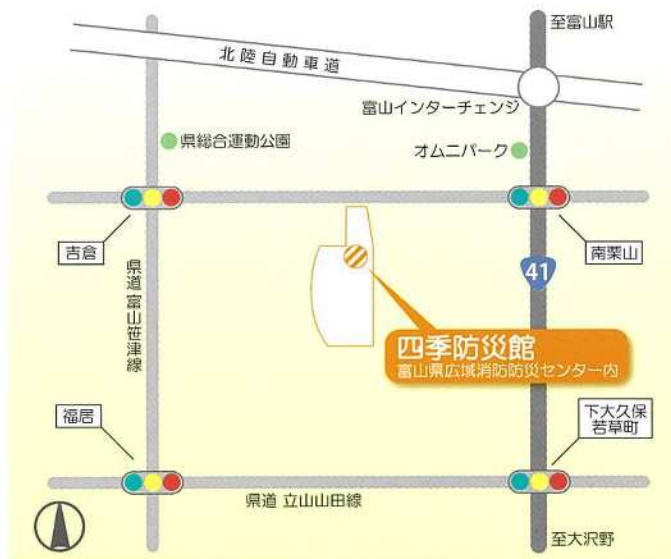 至富山駅
北陸自動車道
富山インターチェンジ
県総合運動公園
オムニパーク
吉倉
南栗山
県道 富山笹津線
41
四季防災館
富山県広域消防防災センター内
福居
下大久保
若草町
県道 立山山田線
至大沢野